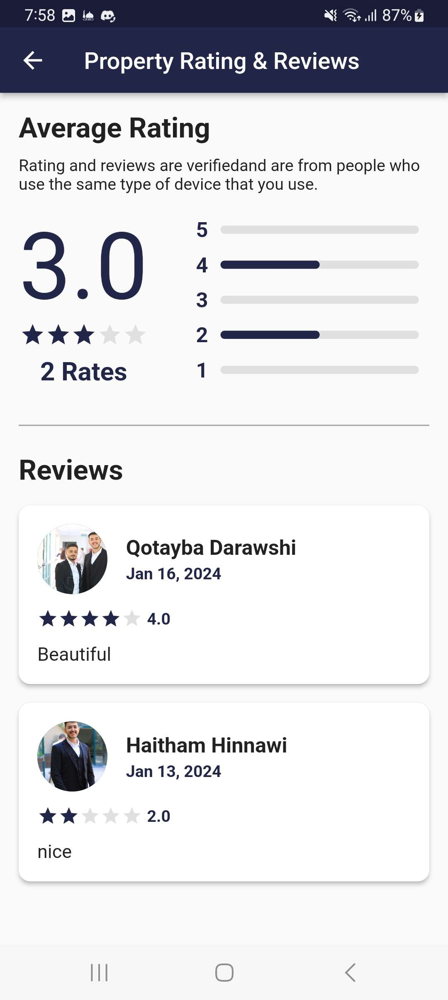 7:58
87%
Property Rating & Reviews
Average Rating
Rating and reviews are verifiedand are from people who
use the same type of device that you use.
3.0
2 Rates
5
4
3
2
1
Reviews
Qotayba Darawshi
Jan 16, 2024
4.0
Beautiful
Haitham Hinnawi
Jan 13, 2024
2.0
nice